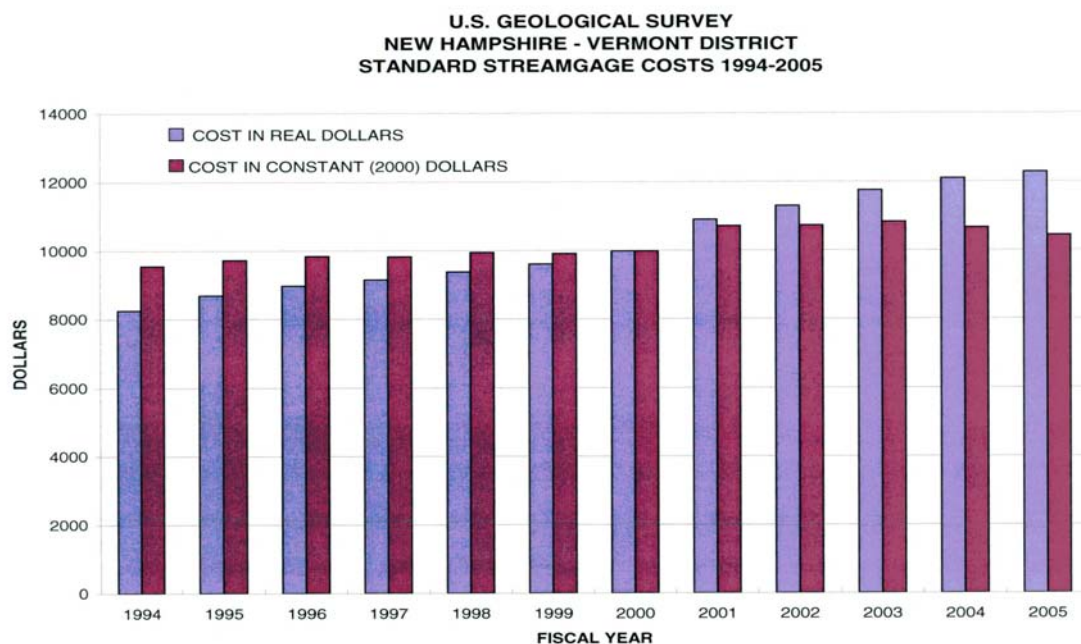 U.S. GEOLOGICAL SURVEY
NEW HAMPSHIRE - VERMONT DISTRICT
STANDARD STREAMGAGE COSTS 1994-2005
14000
COST IN REAL DOLLARS
COST IN CONSTANT (2000) DOLLARS
12000
10000
8000
6000
4000
2000
0
DOLLARS
1994 1995 1996 1997 1998 1999 2000 2001 2002 2003 2004 2005
FISCAL YEAR